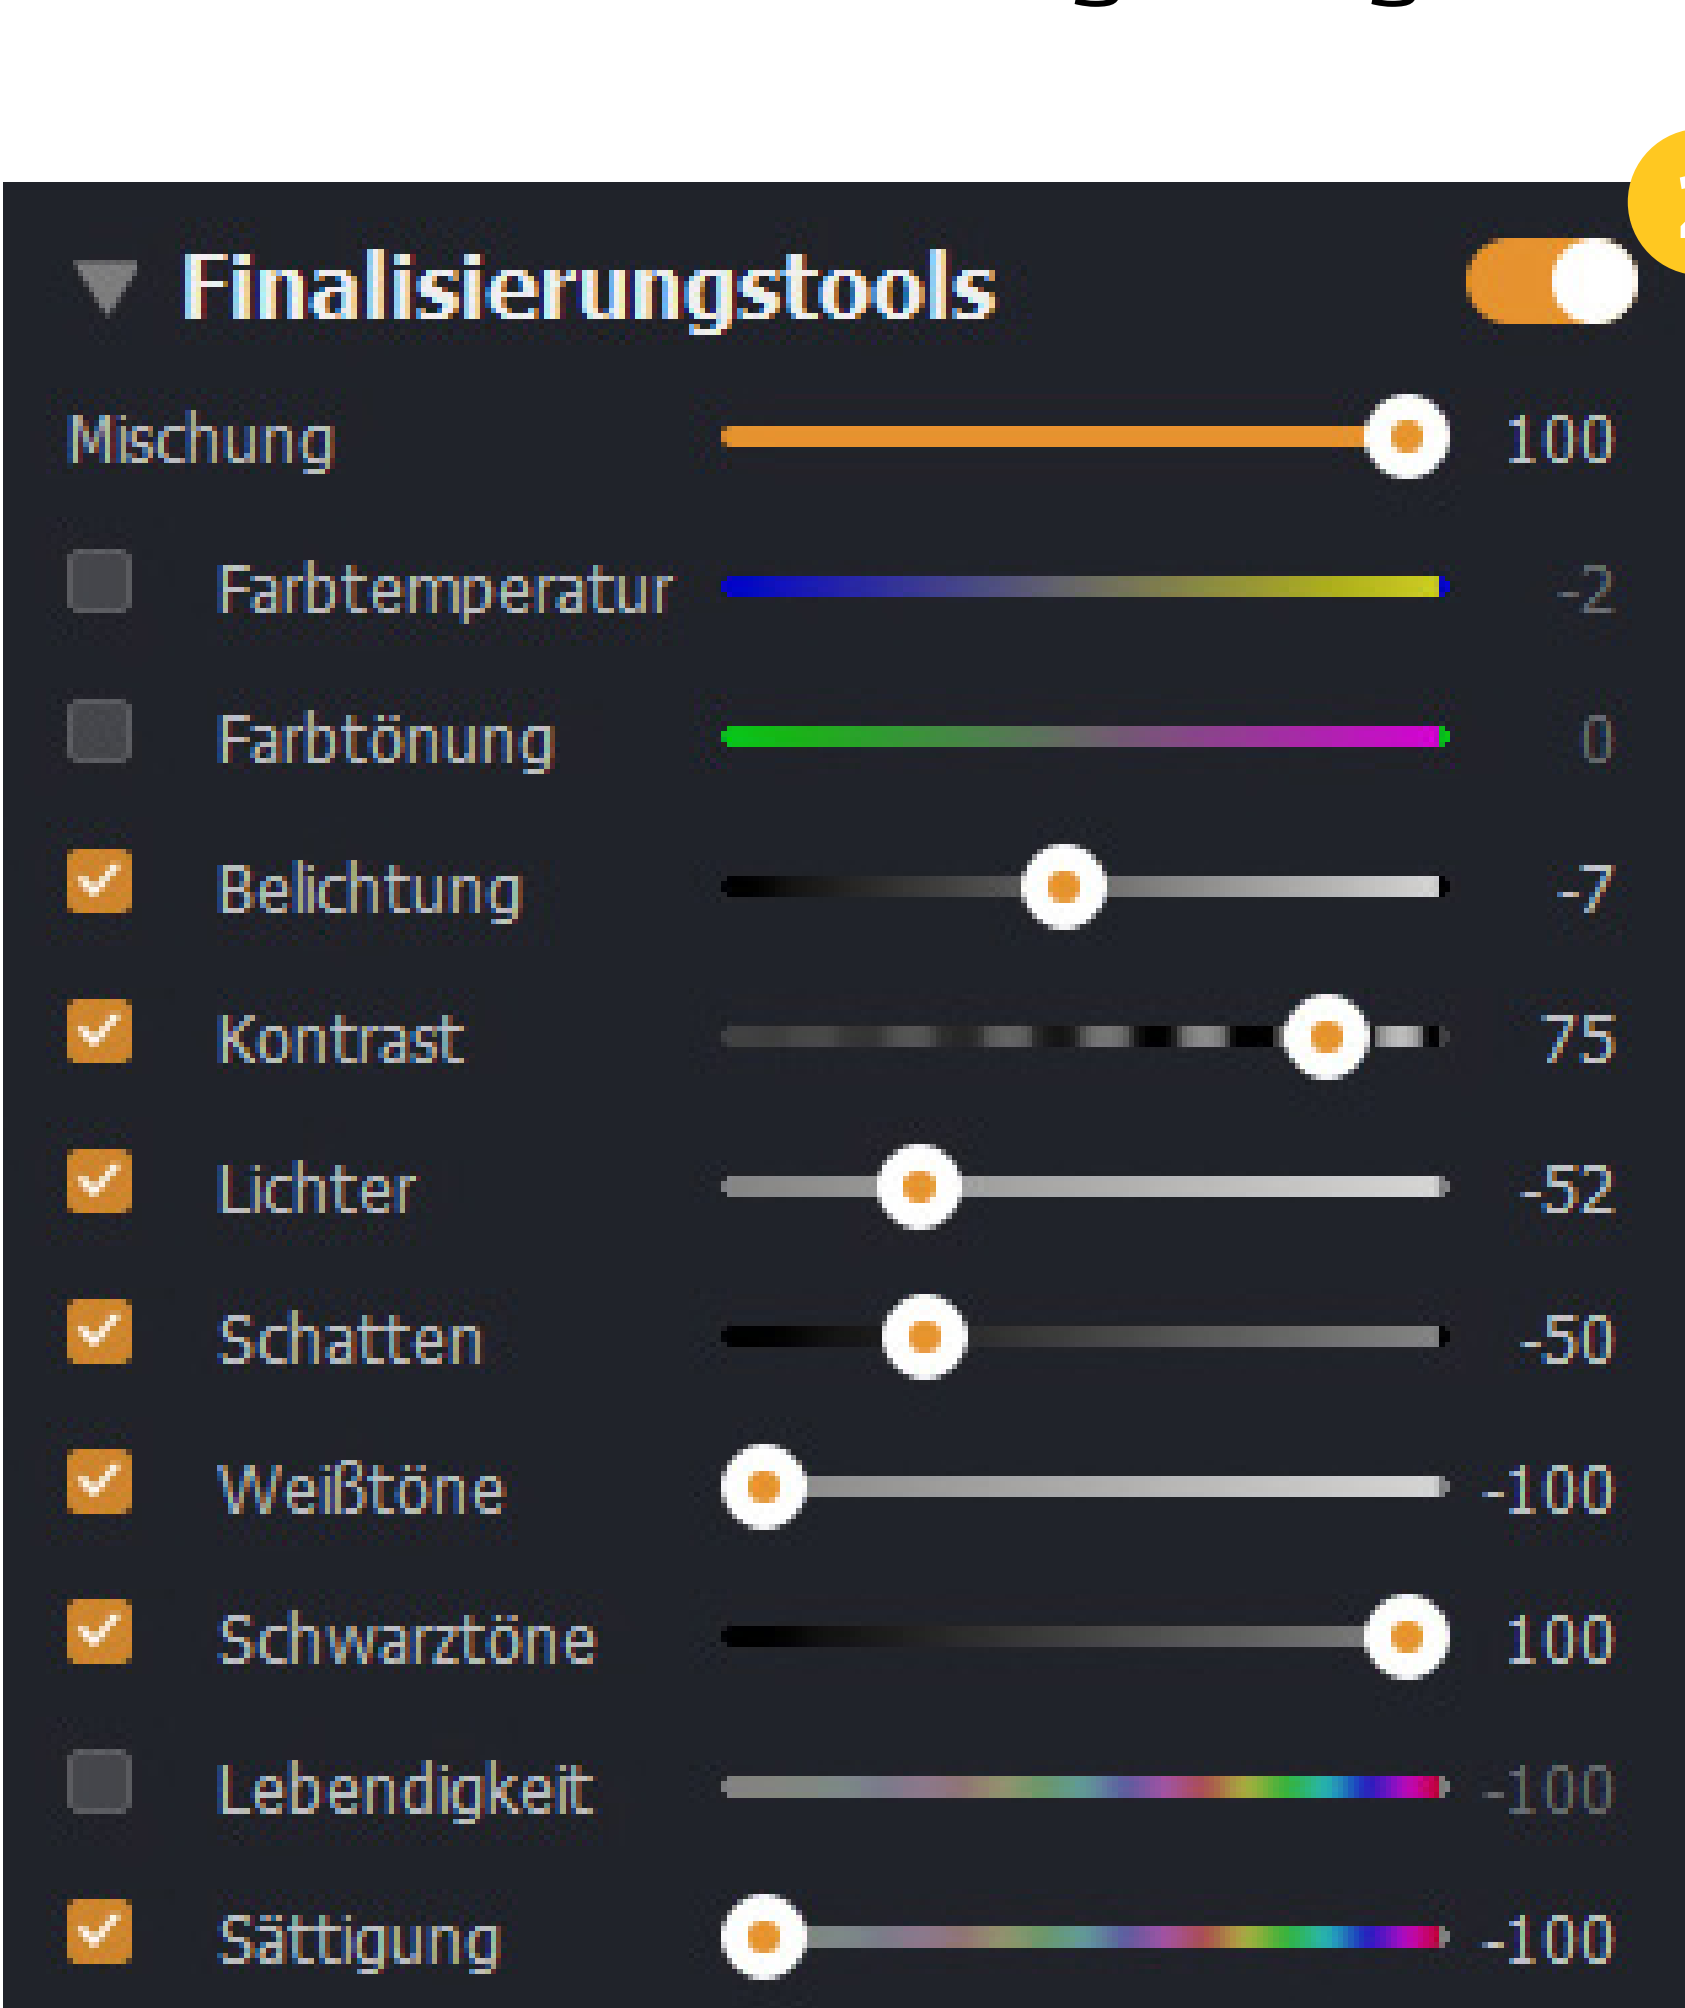 Finalisierungstools
Mischung 100
Farbtemperatur -2
Farbtönung 0
Belichtung -7
Kontrast 75
Lichter -52
Schatten -50
Weißtöne -100
Schwarztöne 100
Lebendigkeit -100
Sättigung -100